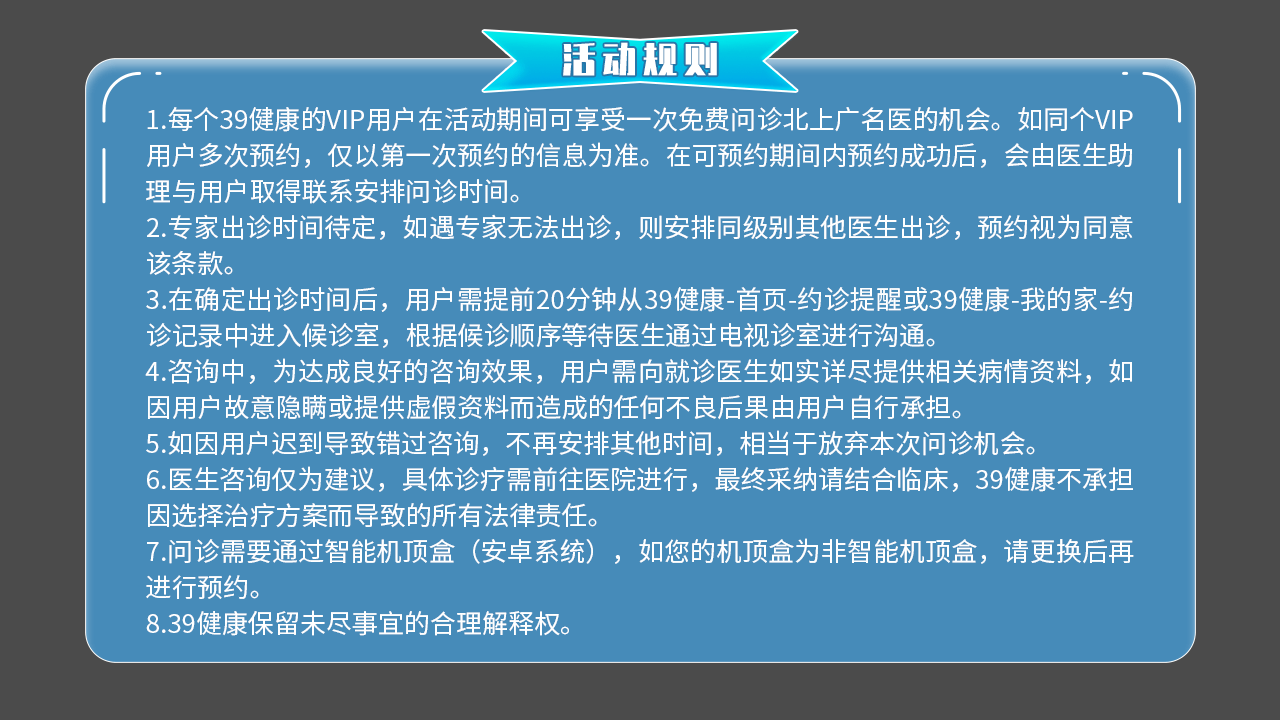 活动规则
1.每个39健康的VIP用户在活动期间可享受一次免费问诊北上广名医的机会。如同个VIP
用户多次预约，仅以第一次预约的信息为准。在可预约期间内预约成功后，会由医生助
理与用户取得联系安排问诊时间。
2.专家出诊时间待定，如遇专家无法出诊，则安排同级别其他医生出诊，预约视为同意
该条款。
3.在确定出诊时间后，用户需提前20分钟从39健康-首页-约诊提醒或39健康-我的家-约
诊记录中进入候诊室，根据候诊顺序等待医生通过电视诊室进行沟通。
4.咨询中，为达成良好的咨询效果，用户需向就诊医生如实详尽提供相关病情资料，如
因用户故意隐瞒或提供虚假资料而造成的任何不良后果由用户自行承担。
5.如因用户迟到导致错过咨询，不再安排其他时间，相当于放弃本次问诊机会。
6.医生咨询仅为建议，具体诊疗需前往医院进行，最终采纳请结合临床，39健康不承担
因选择治疗方案而导致的所有法律责任。
7.问诊需要通过智能机顶盒（安卓系统），如您的机顶盒为非智能机顶盒，请更换后再
进行预约。
8.39健康保留未尽事宜的合理解释权。